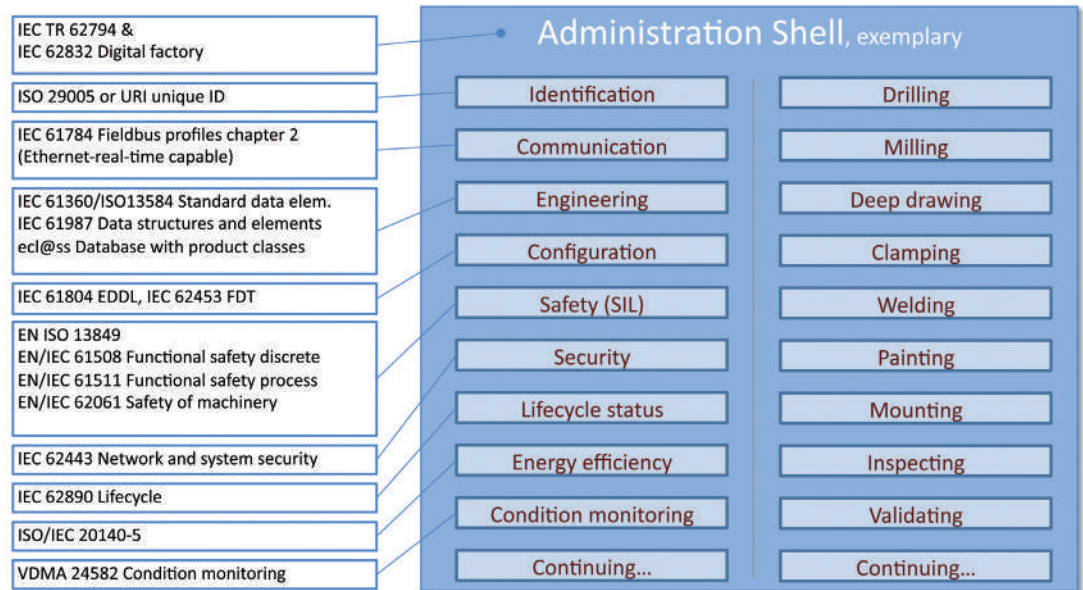 IEC TR 62794 &
IEC 62832 Digital factory
ISO 29005 or URI unique ID
IEC 61784 Fieldbus profiles chapter 2
(Ethernet-real-time capable)
IEC 61360/ISO13584 Standard data elem.
IEC 61987 Data structures and elements
ecl@ss Database with product classes
IEC 61804 EDDL, IEC 62453 FDT
EN ISO 13849
EN/IEC 61508 Functional safety discrete
EN/IEC 61511 Functional safety process
EN/IEC 62061 Safety of machinery
IEC 62443 Network and system security
IEC 62890 Lifecycle
ISO/IEC 20140-5
VDMA 24582 Condition monitoring
Administration Shell, exemplary
Identification
Communication
Engineering
Configuration
Safety (SIL)
Security
Lifecycle status
Energy efficiency
Condition monitoring
Continuing...
Drilling
Milling
Deep drawing
Clamping
Welding
Painting
Mounting
Inspecting
Validating
Continuing...